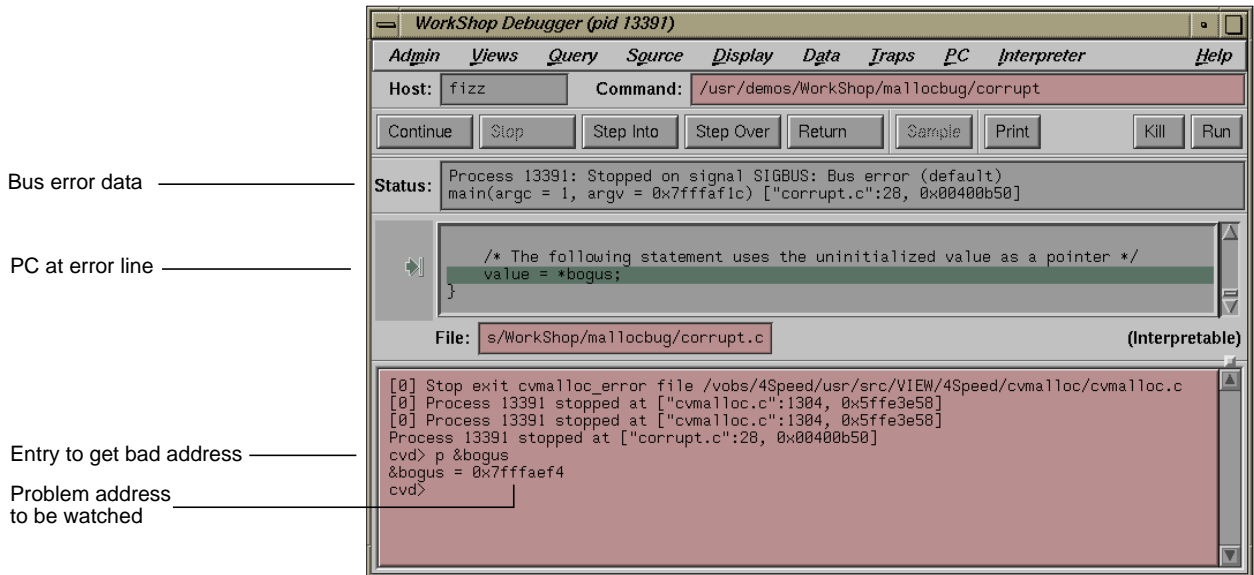 WorkShop Debugger (pid 13391)
Admin Views Query Source Display Data Traps PC Interpreter Help
Host: fizz Command: /usr/demos/WorkShop/mallocbug/corrupt
Continue Stop Step Into Step Over Return Sample Print Kill Run
Bus error data
Status: Process 13391: Stopped on signal SIGBUS: Bus error (default)
main(argc = 1, argv = 0x7fffaf1c) ["corrupt.c":28, 0x00400b50]
PC at error line
/* The following statement uses the uninitialized value as a pointer */
value = *bogus;
}
File: s/WorkShop/mallocbug/corrupt.c (Interpretable)
[0] Stop exit cvmalloc_error file /vobs/4Speed/usr/src/VIEW/4Speed/cvmalloc/cvmalloc.c
[0] Process 13391 stopped at ["cvmalloc.c":1304, 0x5ffe3e58]
[0] Process 13391 stopped at ["cvmalloc.c":1304, 0x5ffe3e58]
Process 13391 stopped at ["corrupt.c":28, 0x00400b50]
Entry to get bad address
cvd> p &bogus
&bogus = 0x7fffaef4
cvd>
Problem address
to be watched